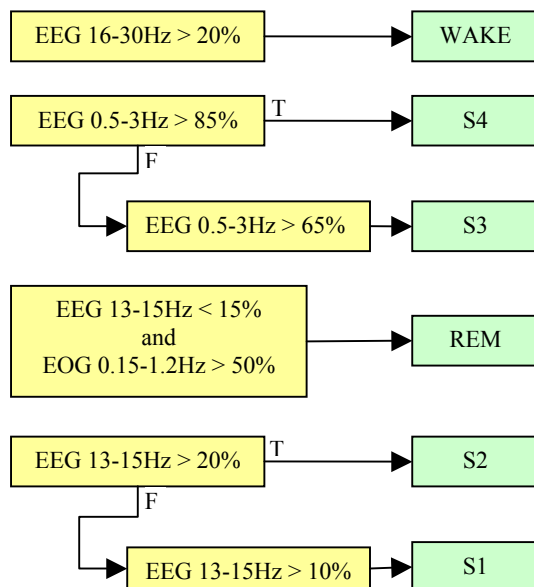 EEG 16-30Hz > 20%
WAKE
EEG 0.5-3Hz > 85%
T
S4
F
EEG 0.5-3Hz > 65%
S3
EEG 13-15Hz < 15%
and
EOG 0.15-1.2Hz > 50%
REM
EEG 13-15Hz > 20%
T
S2
F
EEG 13-15Hz > 10%
S1